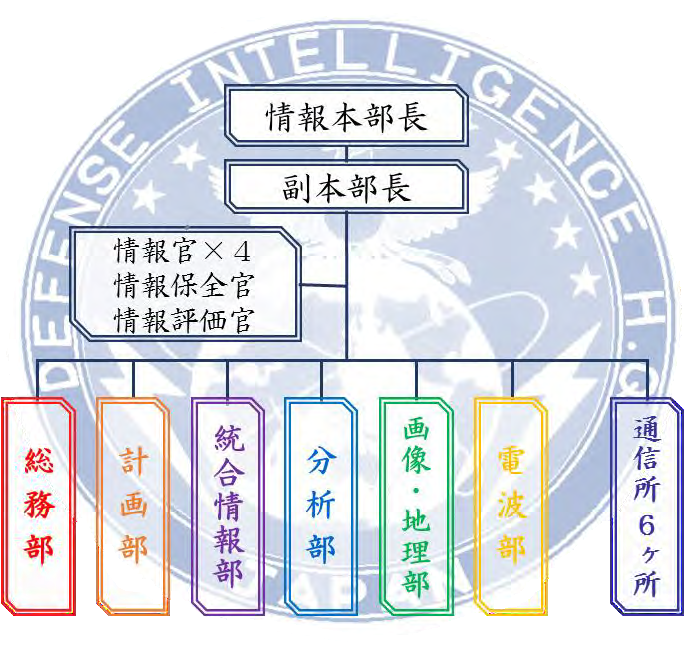 DEFENSE INTELLIGENCE H.Q
情報本部長
副本部長
情報官×4
情報保全官
情報評価官
総務部
計画部
統合情報部
分析部
画像・地理部
電波部
通信所6ヶ所
JAPAN